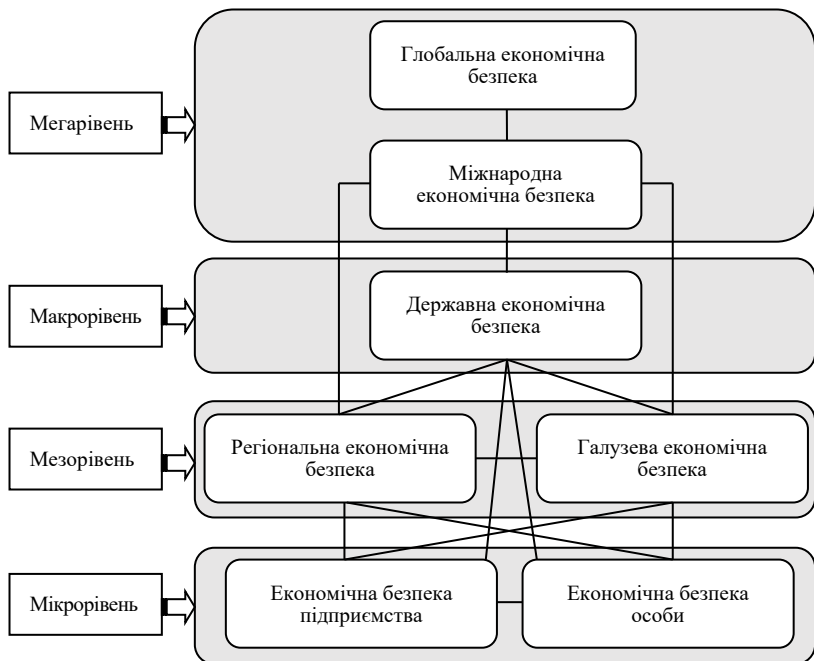 Глобальна економічна
безпека
Мегарівень
Міжнародна
економічна безпека
Макрорівень
Державна економічна
безпека
Мезорівень
Регіональна економічна
безпека
Галузева економічна
безпека
Мікрорівень
Економічна безпека
підприємства
Економічна безпека
особи